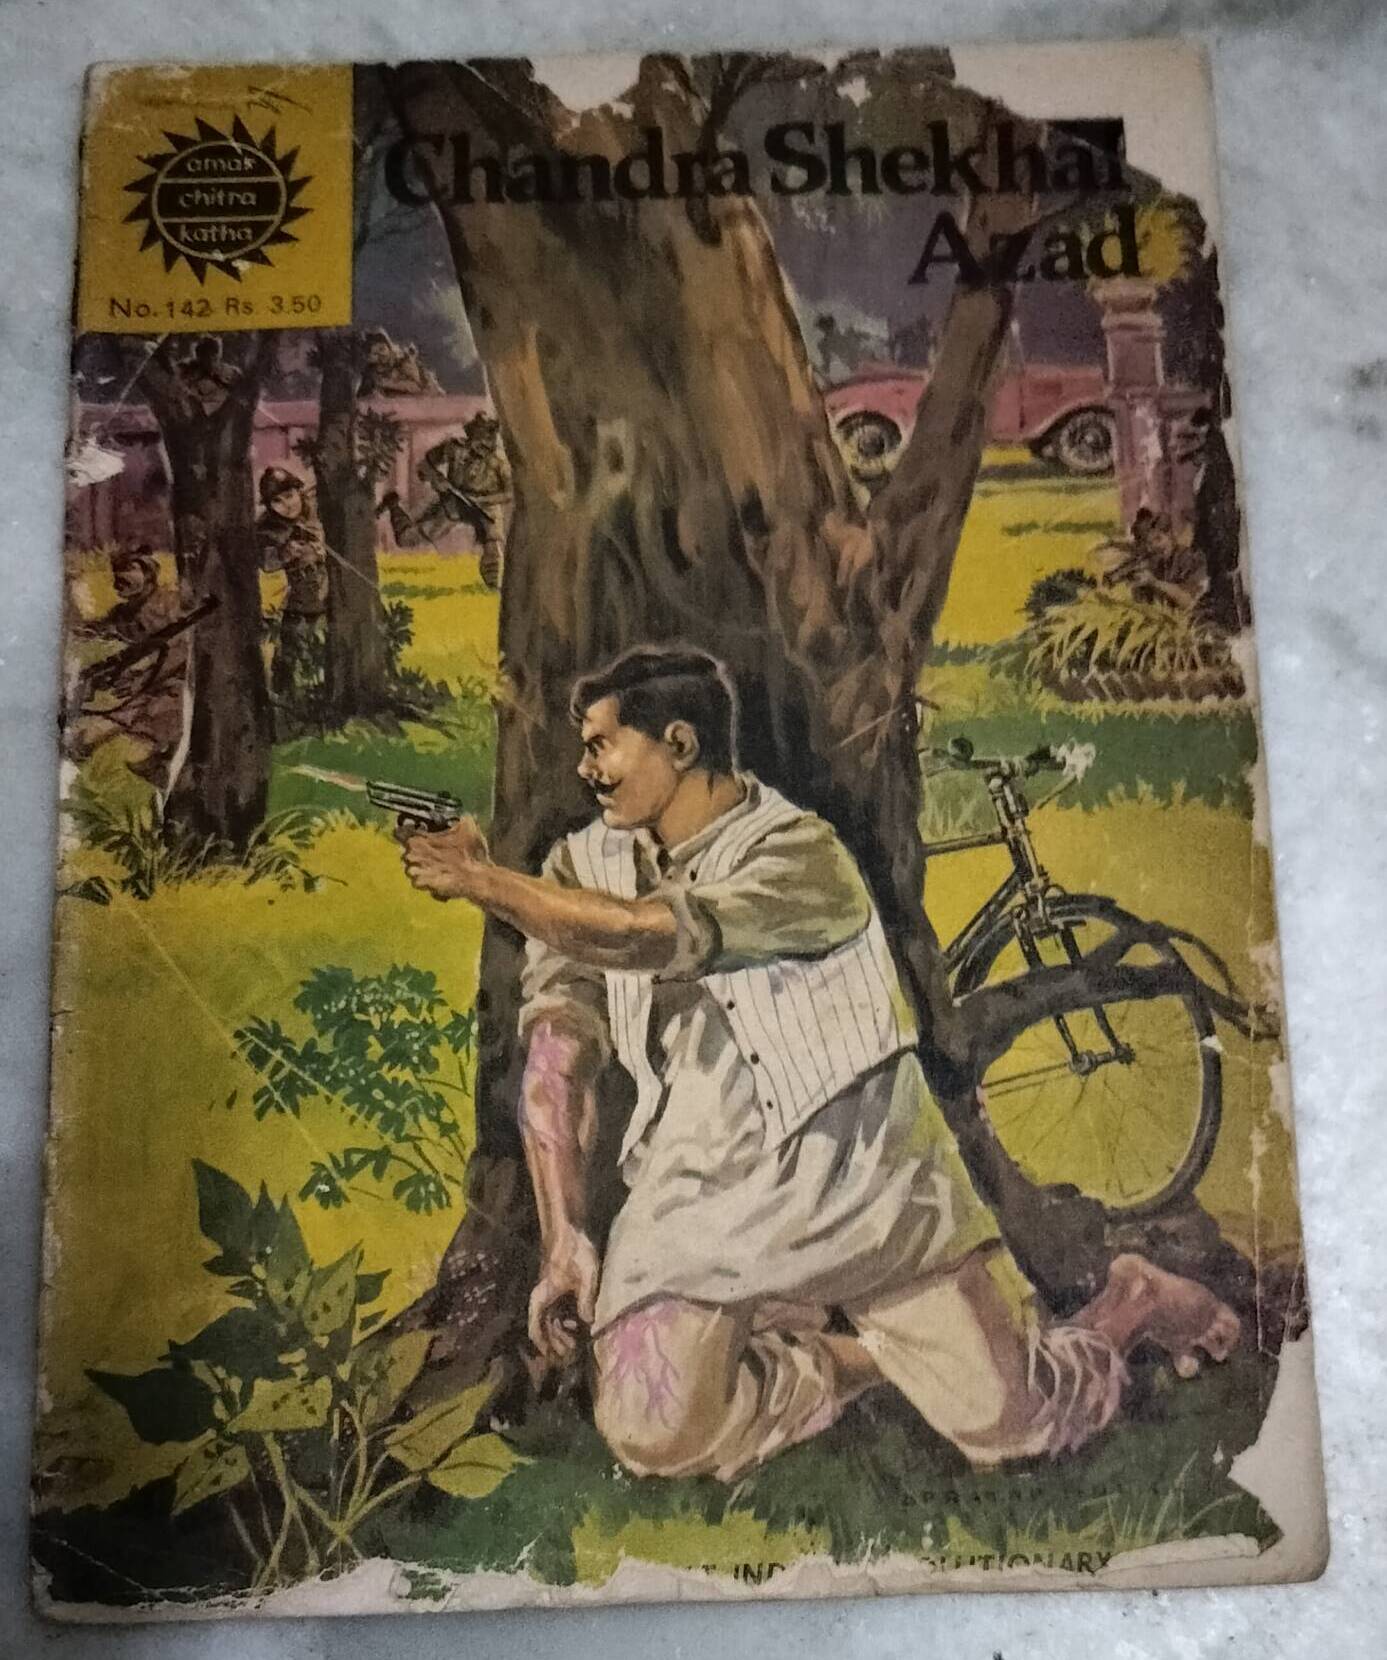 amar
chitra
katha
No. 142 Rs. 3.50
Chandra Shekhar
Azad